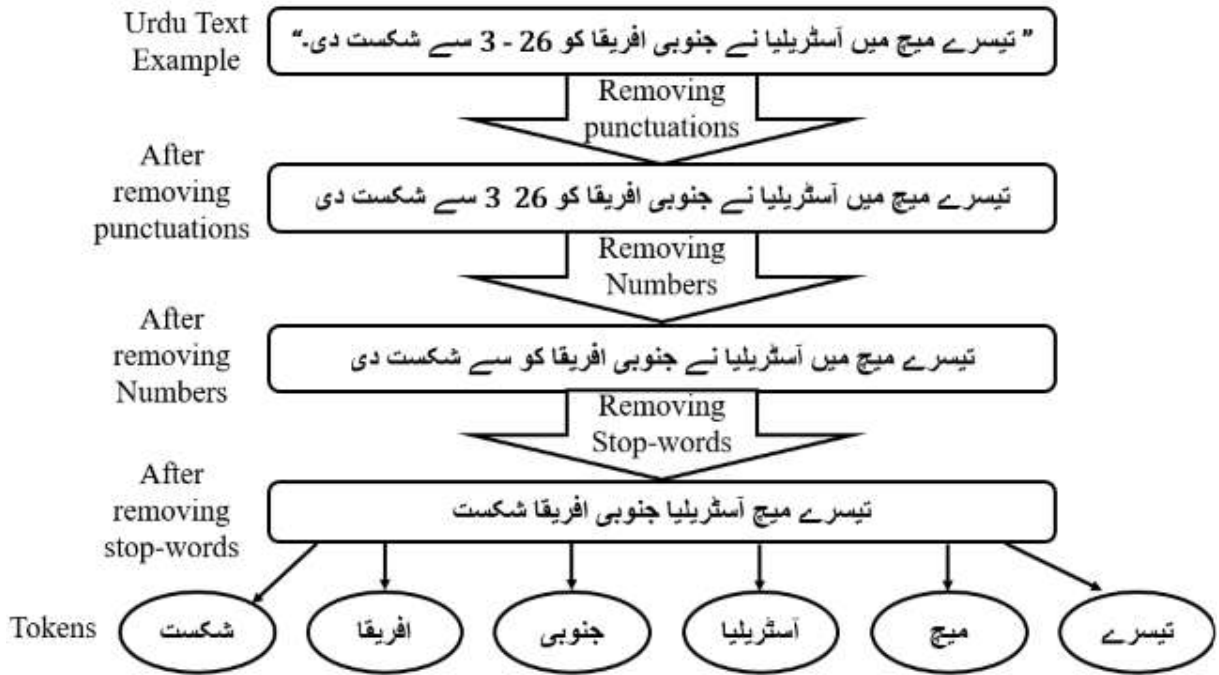 Urdu Text
Example
” تیسرے میچ میں آسٹریلیا نے جنوبی افریقا کو 26 - 3 سے شکست دی۔“
Removing
punctuations
After
removing
punctuations
تیسرے میچ میں آسٹریلیا نے جنوبی افریقا کو 26 3 سے شکست دی
Removing
Numbers
After
removing
Numbers
تیسرے میچ میں آسٹریلیا نے جنوبی افریقا کو سے شکست دی
Removing
Stop-words
After
removing
stop-words
تیسرے میچ آسٹریلیا جنوبی افریقا شکست
Tokens
تیسرے میچ آسٹریلیا جنوبی افریقا شکست